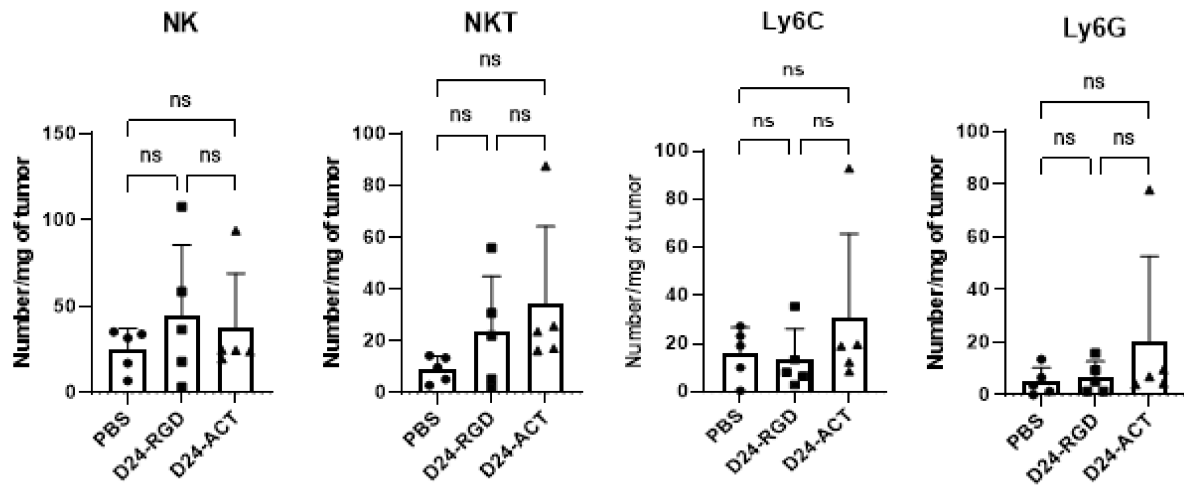 NK
ns
ns
ns
Number/mg of tumor
150
100
50
0
PBS
D24-RGD
D24-ACT
NKT
ns
ns
ns
Number/mg of tumor
100
80
60
40
20
0
PBS
D24-RGD
D24-ACT
Ly6C
ns
ns
ns
Number/mg of tumor
100
80
60
40
20
0
PBS
D24-RGD
D24-ACT
Ly6G
ns
ns
ns
Number/mg of tumor
100
80
60
40
20
0
PBS
D24-RGD
D24-ACT